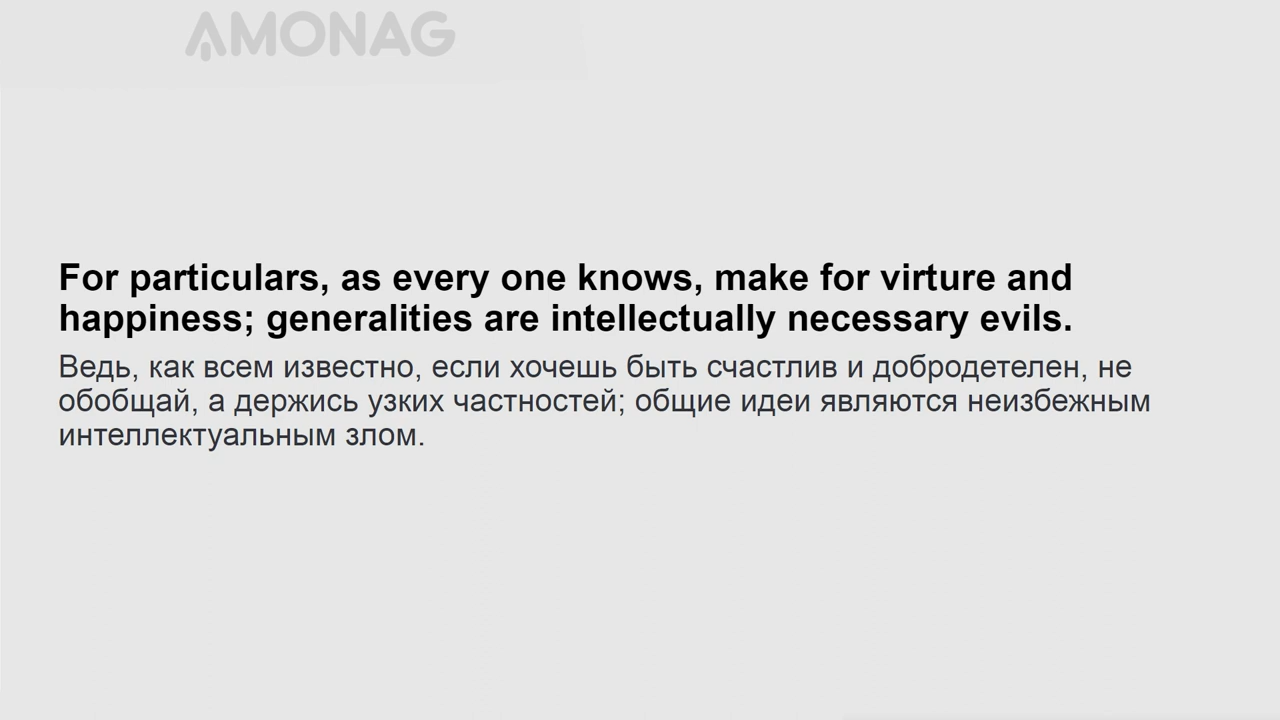 AMONAG
For particulars, as every one knows, make for virture and
happiness; generalities are intellectually necessary evils.
Ведь, как всем известно, если хочешь быть счастлив и добродетелен, не
обобщай, а держись узких частностей; общие идеи являются неизбежным
интеллектуальным злом.